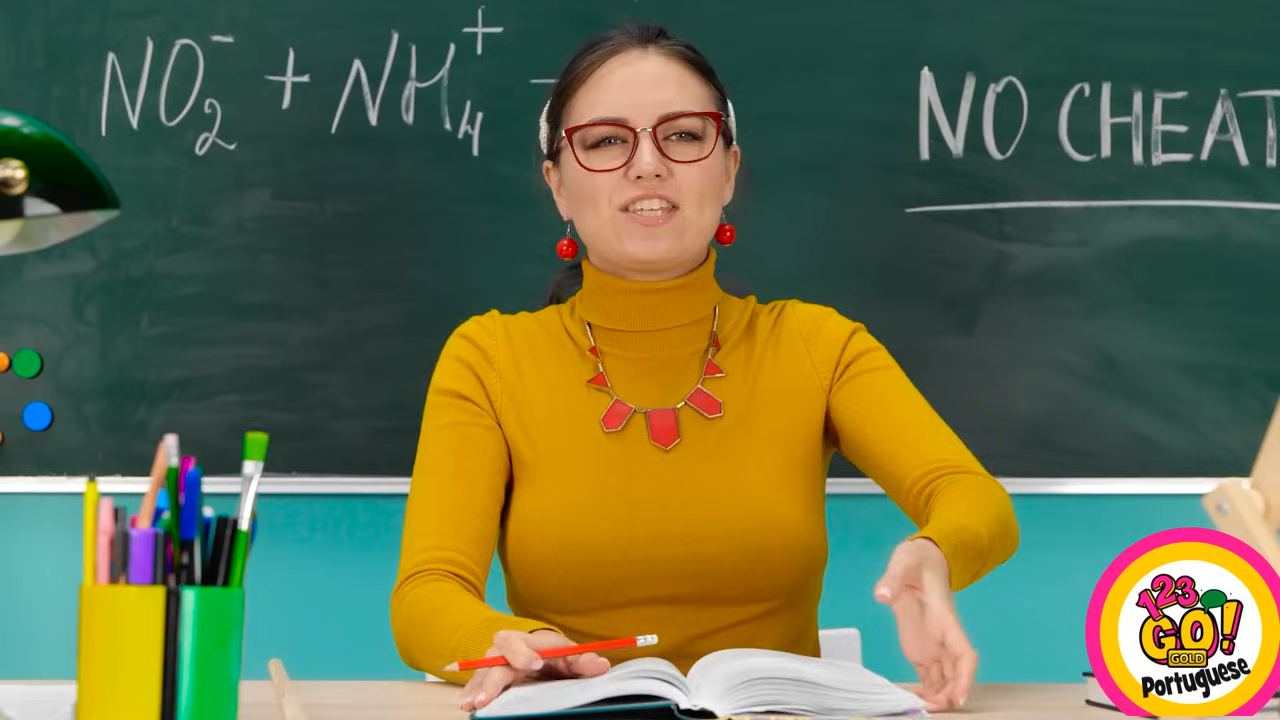 NO₂⁻ + NH₄⁺ -
NO CHEAT
123
GO!
GOLD
Portuguese